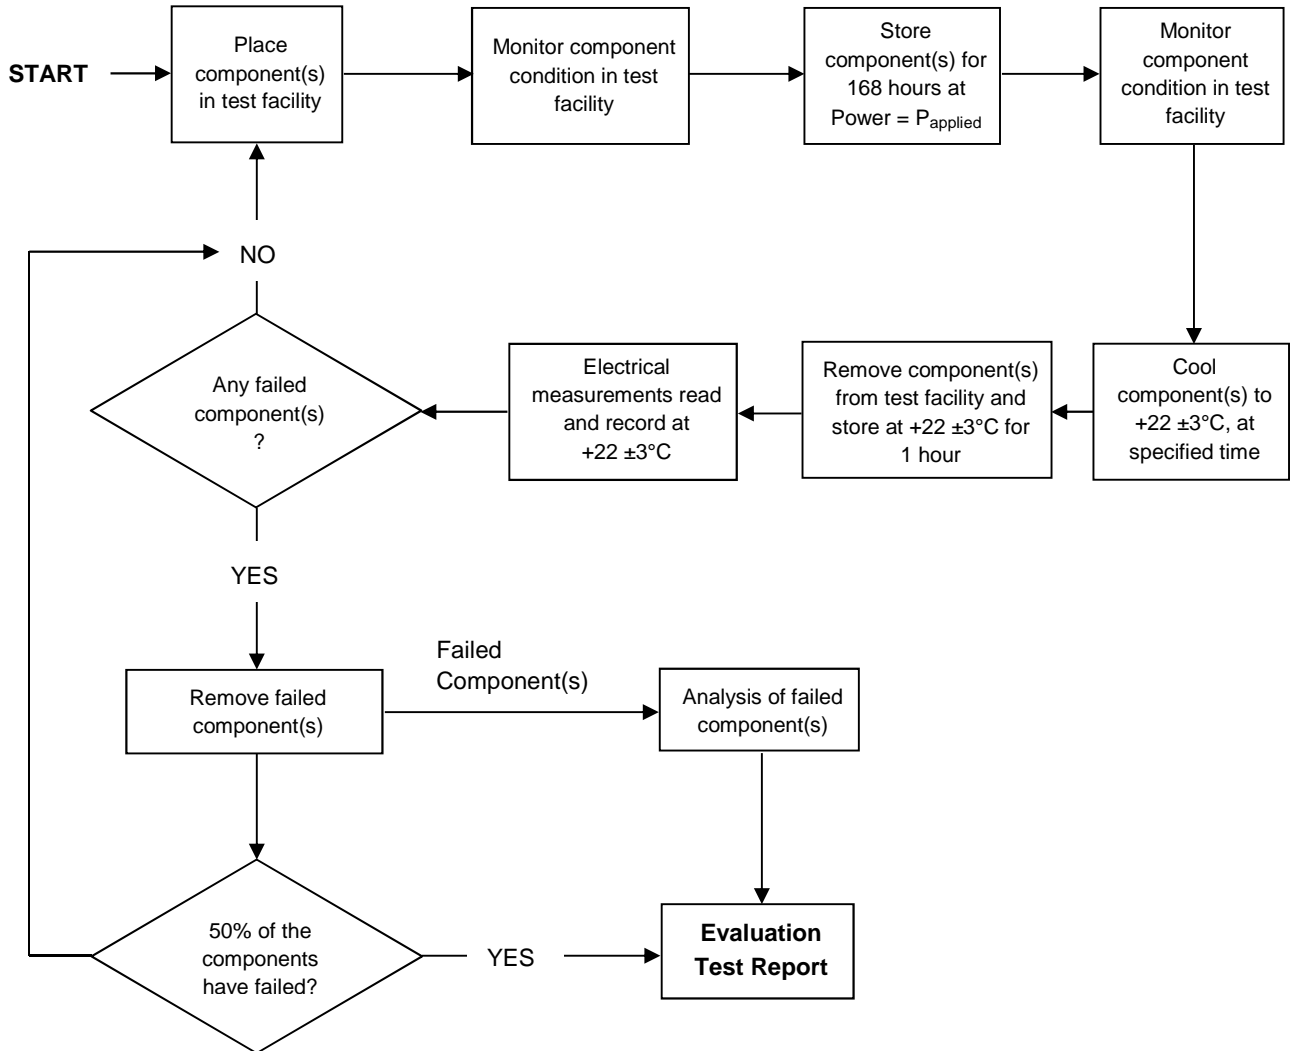 START
Place
component(s)
in test facility
Monitor component
condition in test
facility
Store
component(s) for
168 hours at
Power = Papplied
Monitor
component
condition in test
facility
NO
Any failed
component(s)
?
Electrical
measurements read
and record at
+22 ±3°C
Remove component(s)
from test facility and
store at +22 ±3°C for
1 hour
Cool
component(s) to
+22 ±3°C, at
specified time
YES
Remove failed
component(s)
Failed
Component(s)
Analysis of failed
component(s)
50% of the
components
have failed?
YES
Evaluation
Test Report